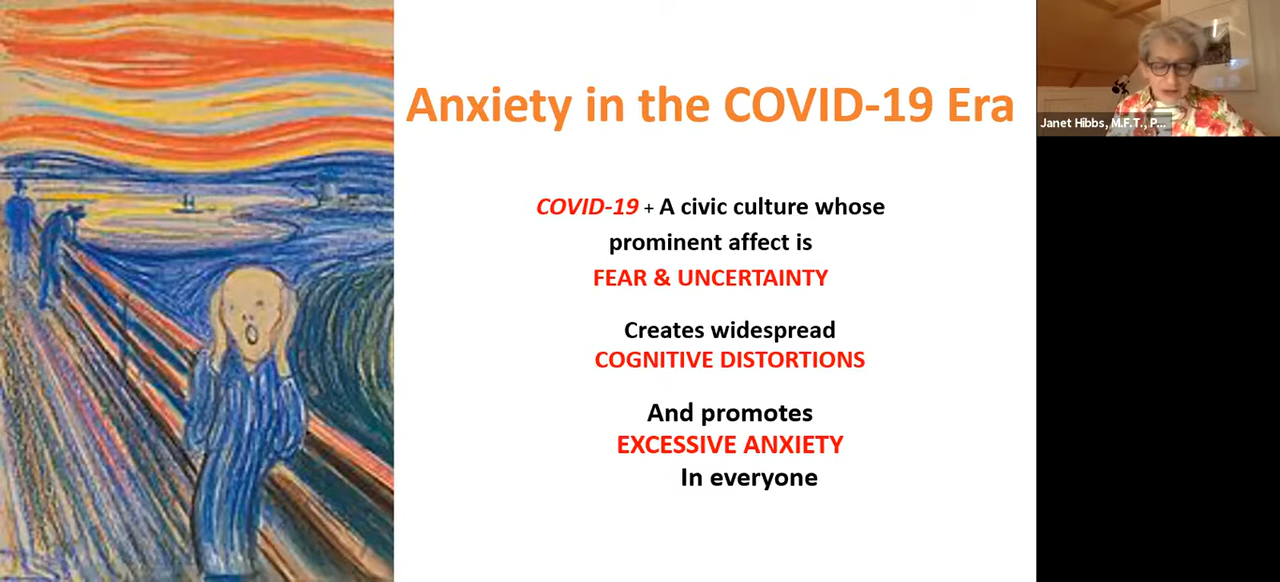 Anxiety in the COVID-19 Era
Janet Hibbs, M.F.T., P...
COVID-19 + A civic culture whose
prominent affect is
FEAR & UNCERTAINTY
Creates widespread
COGNITIVE DISTORTIONS
And promotes
EXCESSIVE ANXIETY
In everyone